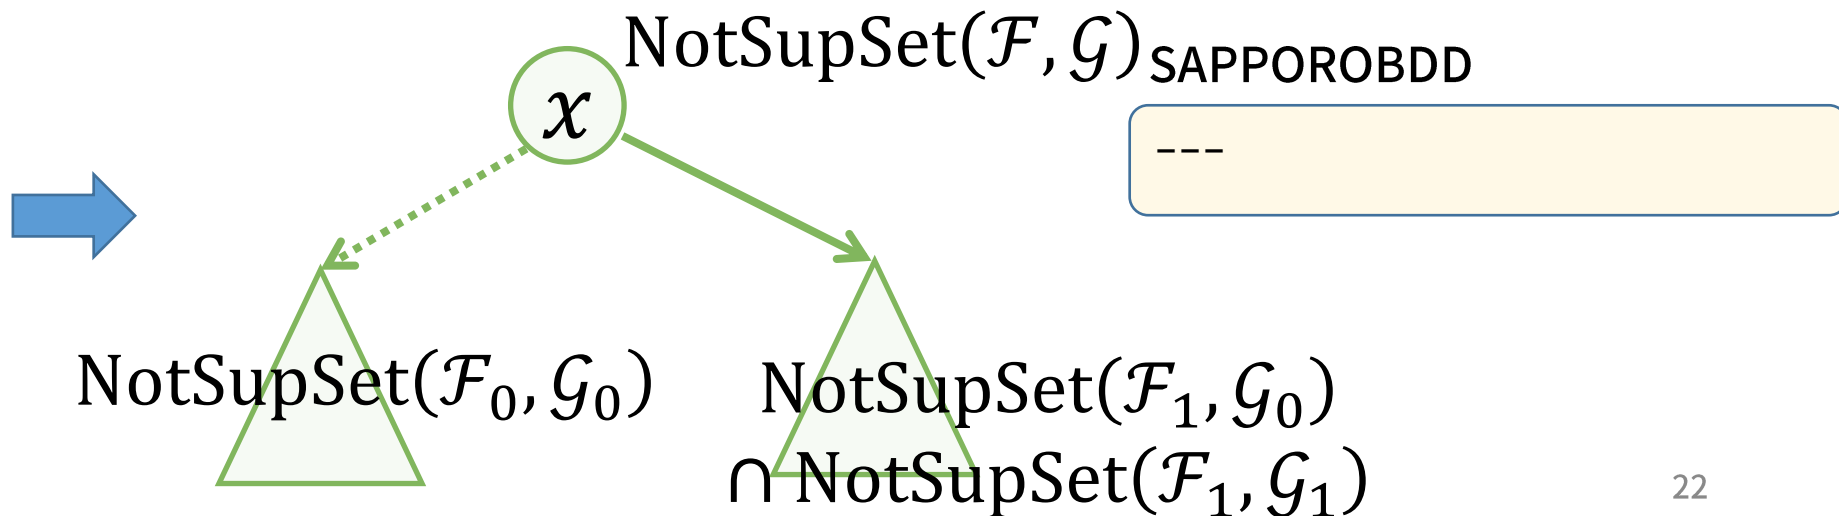 NotSupSet(ℱ, 𝒢)
SAPPOROBDD
x
---
NotSupSet(ℱ₀, 𝒢₀)
NotSupSet(ℱ₁, 𝒢₀)
∩ NotSupSet(ℱ₁, 𝒢₁)
22